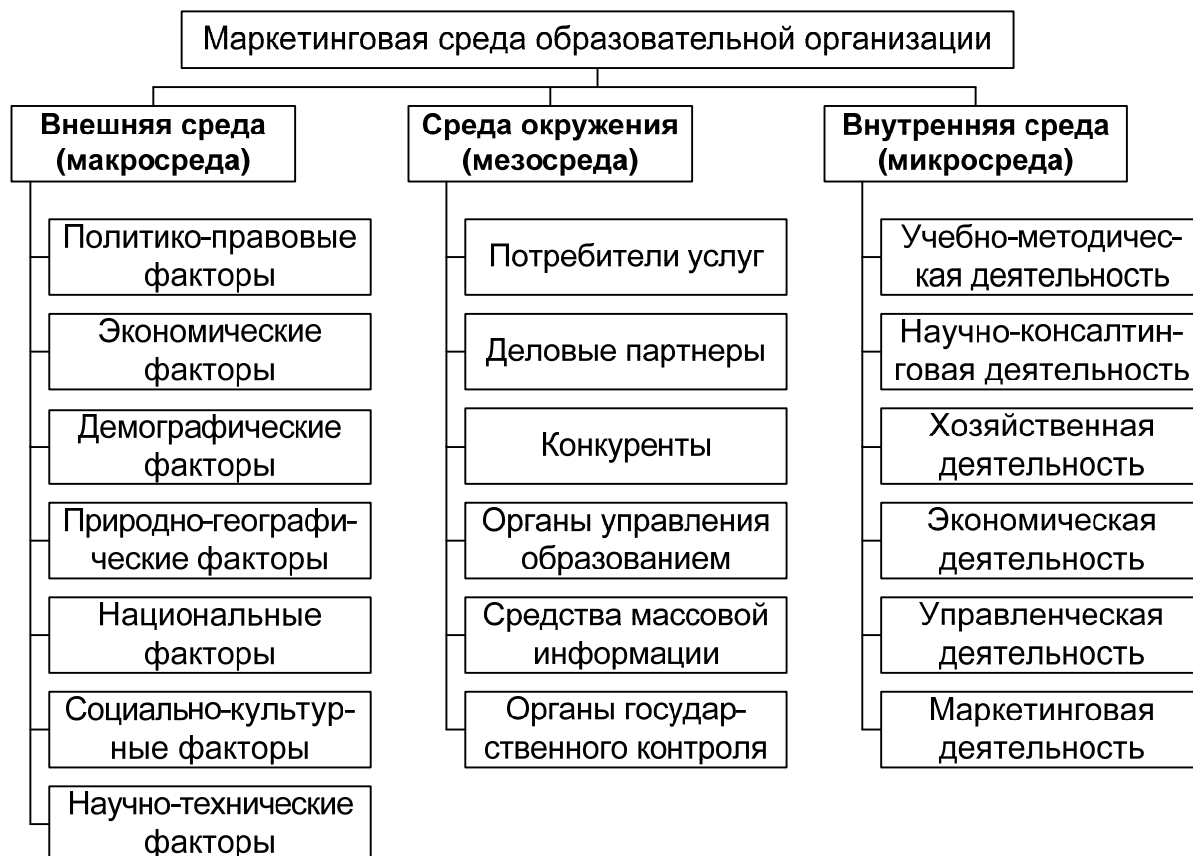 Маркетинговая среда образовательной организации
Внешняя среда
(макросреда)
Политико-правовые
факторы
Экономические
факторы
Демографические
факторы
Природно-географи-
ческие факторы
Национальные
факторы
Социально-культур-
ные факторы
Научно-технические
факторы
Среда окружения
(мезосреда)
Потребители услуг
Деловые партнеры
Конкуренты
Органы управления
образованием
Средства массовой
информации
Органы государ-
ственного контроля
Внутренняя среда
(микросреда)
Учебно-методичес-
кая деятельность
Научно-консалтин-
говая деятельность
Хозяйственная
деятельность
Экономическая
деятельность
Управленческая
деятельность
Маркетинговая
деятельность